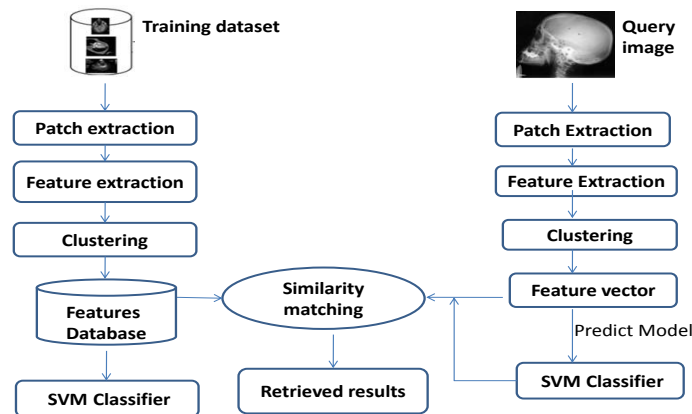 Training dataset
Patch extraction
Feature extraction
Clustering
Features
Database
SVM Classifier
Similarity
matching
Retrieved results
Query
image
Patch Extraction
Feature Extraction
Clustering
Feature vector
Predict Model
SVM Classifier